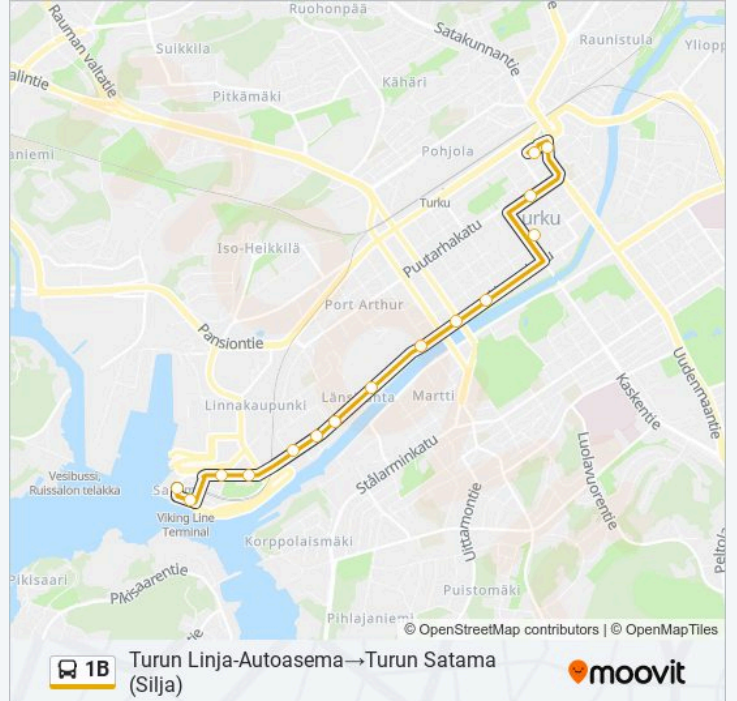 Ruohonpää
Rauman valtatie
Suikkila
Satakunnantie
Raunistula
Kähäri
Pitkämäki
Pohjola
Turku
urku
Puutarhakatu
Iso-Heikkilä
Port Arthur
Pansiontie
Martti
Linnakaupunki
Uudenmaantie
Kaskentie
Stålarminkatu
Luolavuorentie
Vesibussi,
Ruissalon telakka
Viking Line
Terminal
Uittamontie
Korppolaismäki
Pikisaari
Pikisaarentie
Puistomäki
Pihlajaniemi
© OpenStreetMap contributors | © OpenMapTiles
1B
Turun Linja-Autoasema→Turun Satama
(Silja)
moovit